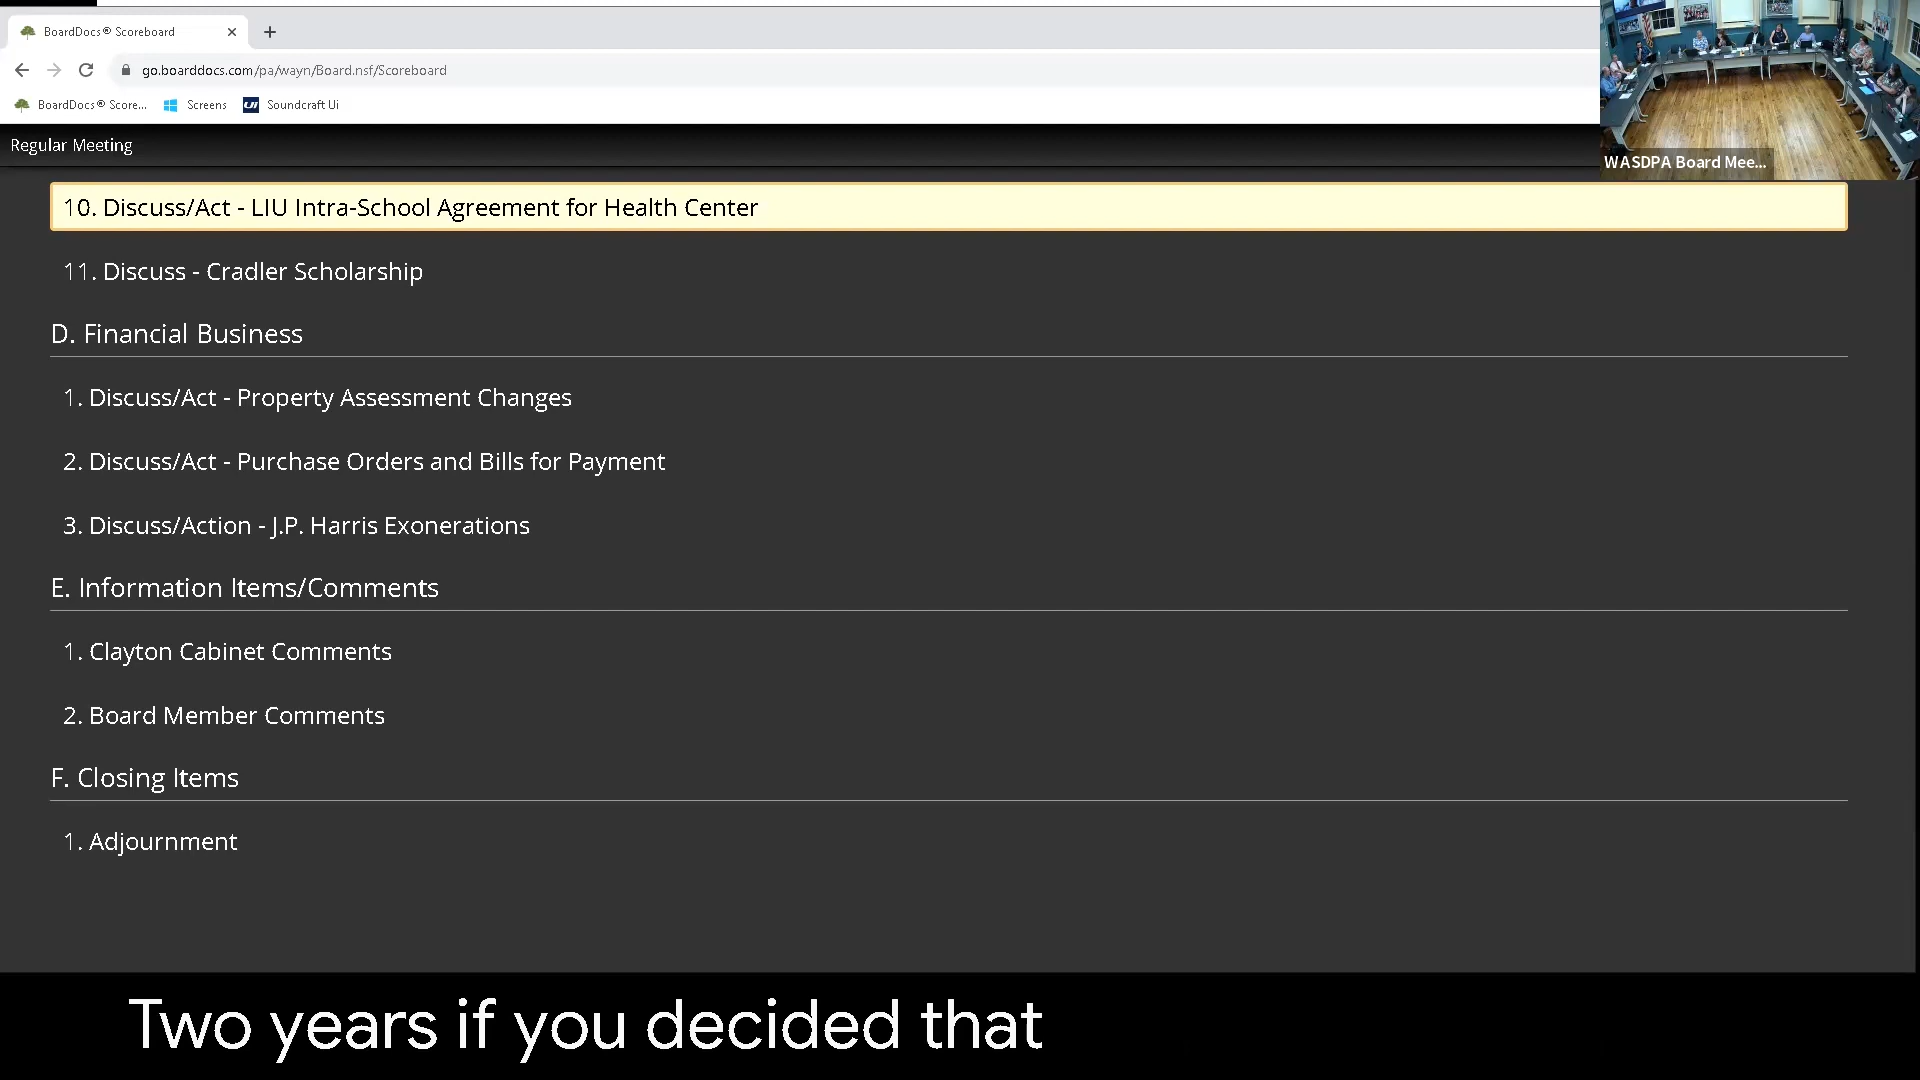 BoardDocs® Scoreboard
go.boarddocs.com/pa/wayn/Board.nsf/Scoreboard
BoardDocs® Score...
Screens
Soundcraft Ui
WASDPA Board Mee...
Regular Meeting
10. Discuss/Act - LIU Intra-School Agreement for Health Center
11. Discuss - Cradler Scholarship
D. Financial Business
1. Discuss/Act - Property Assessment Changes
2. Discuss/Act - Purchase Orders and Bills for Payment
3. Discuss/Action - J.P. Harris Exonerations
E. Information Items/Comments
1. Clayton Cabinet Comments
2. Board Member Comments
F. Closing Items
1. Adjournment
Two years if you decided that